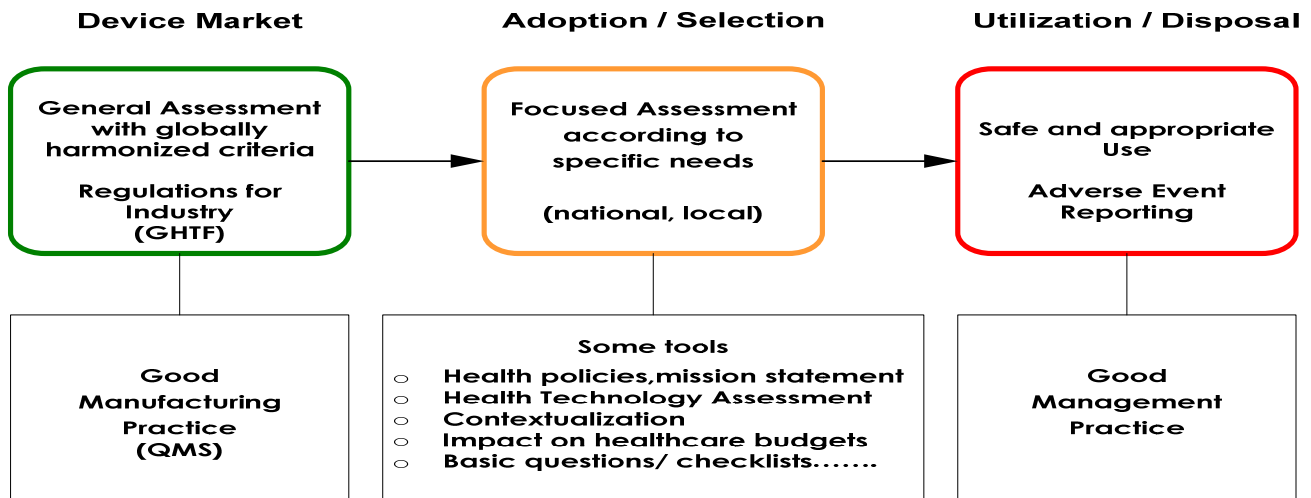 Device Market
Adoption / Selection
Utilization / Disposal
General Assessment
with globally
harmonized criteria
Regulations for
Industry
(GHTF)
Focused Assessment
according to
specific needs
(national, local)
Safe and appropriate
Use
Adverse Event
Reporting
Good
Manufacturing
Practice
(QMS)
Some tools
○ Health policies,mission statement
○ Health Technology Assessment
○ Contextualization
○ Impact on healthcare budgets
○ Basic questions/ checklists.......
Good
Management
Practice